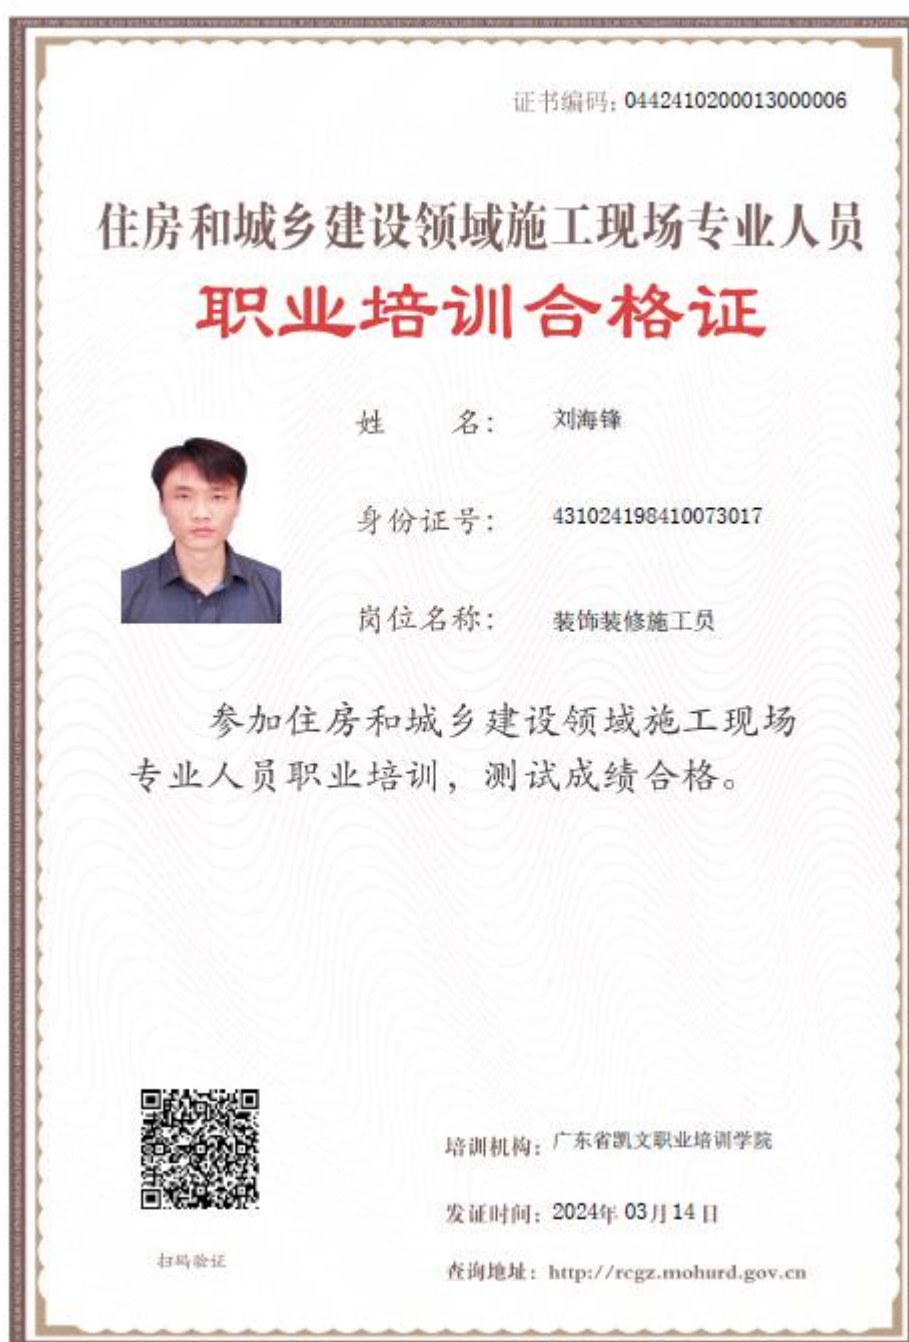 证书编码：0442410200013000006
住房和城乡建设领域施工现场专业人员
职业培训合格证
姓 名： 刘海锋
身份证号： 431024198410073017
岗位名称： 装饰装修施工员
参加住房和城乡建设领域施工现场
专业人员职业培训，测试成绩合格。
培训机构：广东省凯文职业培训学院
发证时间：2024年 03月 14 日
扫码验证
查询地址：http://rcgz.mohurd.gov.cn